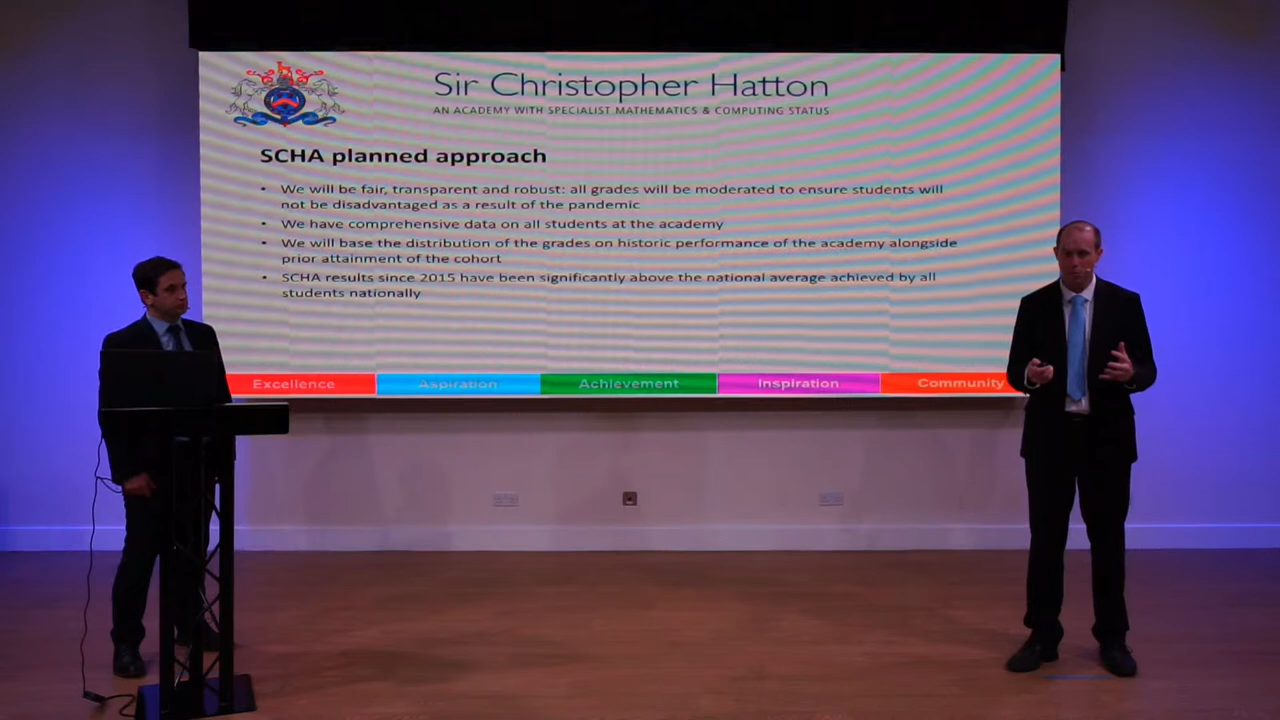 Sir Christopher Hatton
AN ACADEMY WITH SPECIALIST MATHEMATICS & COMPUTING STATUS
SCHA planned approach
• We will be fair, transparent and robust: all grades will be moderated to ensure students will
not be disadvantaged as a result of the pandemic
• We have comprehensive data on all students at the academy
• We will base the distribution of the grades on historic performance of the academy alongside
prior attainment of the cohort
• SCHA results since 2015 have been significantly above the national average achieved by all
students nationally
Excellence Aspiration Achievement Inspiration Community